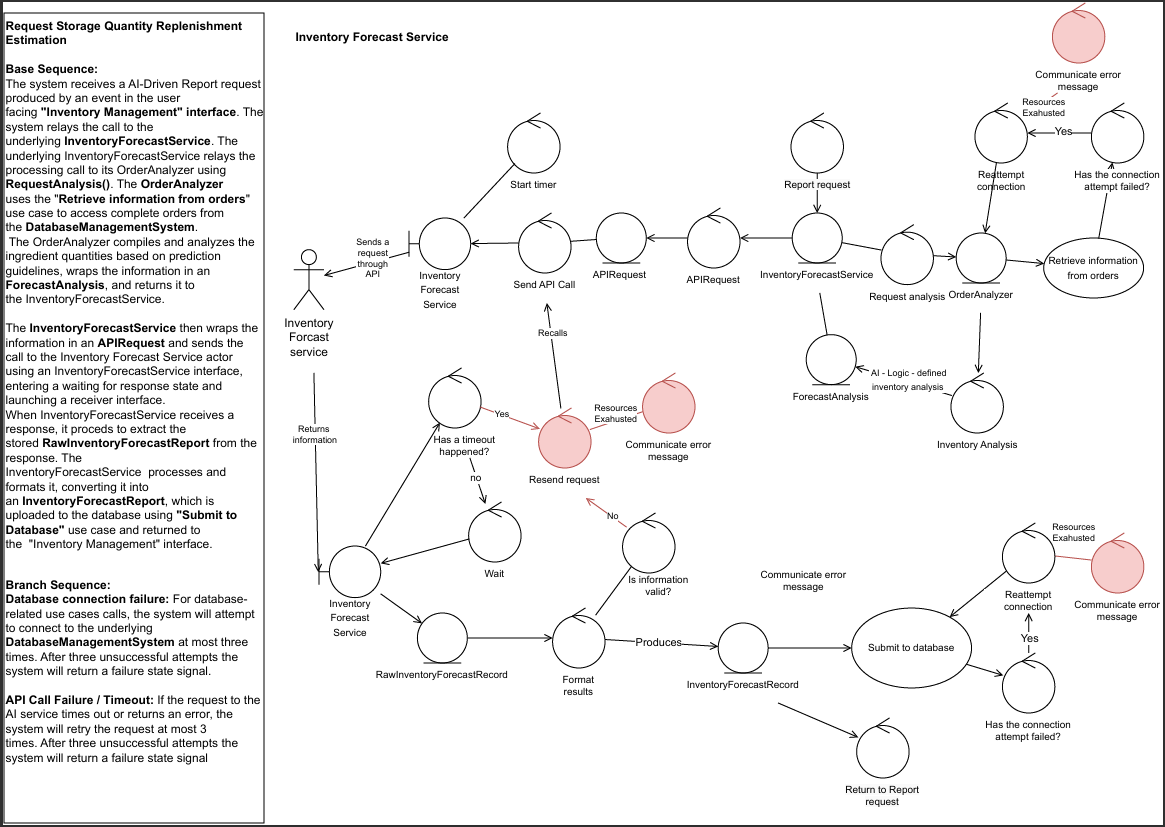 Request Storage Quantity Replenishment
Estimation
Base Sequence:
The system receives a AI-Driven Report request
produced by an event in the user
facing "Inventory Management" interface. The
system relays the call to the
underlying InventoryForecastService. The
underlying InventoryForecastService relays the
processing call to its OrderAnalyzer using
RequestAnalysis(). The OrderAnalyzer
uses the "Retrieve information from orders"
use case to access complete orders from
the DatabaseManagementSystem.
The OrderAnalyzer compiles and analyzes the
ingredient quantities based on prediction
guidelines, wraps the information in an
ForecastAnalysis, and returns it to
the InventoryForecastService.
The InventoryForecastService then wraps the
information in an APIRequest and sends the
call to the Inventory Forecast Service actor
using an InventoryForecastService interface,
entering a waiting for response state and
launching a receiver interface.
When InventoryForecastService receives a
response, it proceds to extract the
stored RawInventoryForecastReport from the
response. The
InventoryForecastService processes and
formats it, converting it into
an InventoryForecastReport, which is
uploaded to the database using "Submit to
Database" use case and returned to
the "Inventory Management" interface.
Branch Sequence:
Database connection failure: For database-
related use cases calls, the system will attempt
to connect to the underlying
DatabaseManagementSystem at most three
times. After three unsuccessful attempts the
system will return a failure state signal.
API Call Failure / Timeout: If the request to the
AI service times out or returns an error, the
system will retry the request at most 3
times. After three unsuccessful attempts the
system will return a failure state signal
Inventory Forecast Service
Communicate error
message
Resources
Exahusted
Yes
Reattempt
connection
Has the connection
attempt failed?
Start timer
Report request
Sends a
request
through
API
Inventory
Forecast
Service
Send API Call
APIRequest
APIRequest
InventoryForecastService
Request analysis
OrderAnalyzer
Retrieve information
from orders
Inventory
Forcast
service
Recalls
ForecastAnalysis
AI - Logic - defined
inventory analysis
Inventory Analysis
Returns
information
Has a timeout
happened?
Yes
Resources
Exahusted
Communicate error
message
Resend request
no
No
Wait
Is information
valid?
Inventory
Forecast
Service
RawInventoryForecastRecord
Format
results
Produces
InventoryForecastRecord
Communicate error
message
Submit to database
Resources
Exahusted
Reattempt
connection
Communicate error
message
Yes
Has the connection
attempt failed?
Return to Report
request